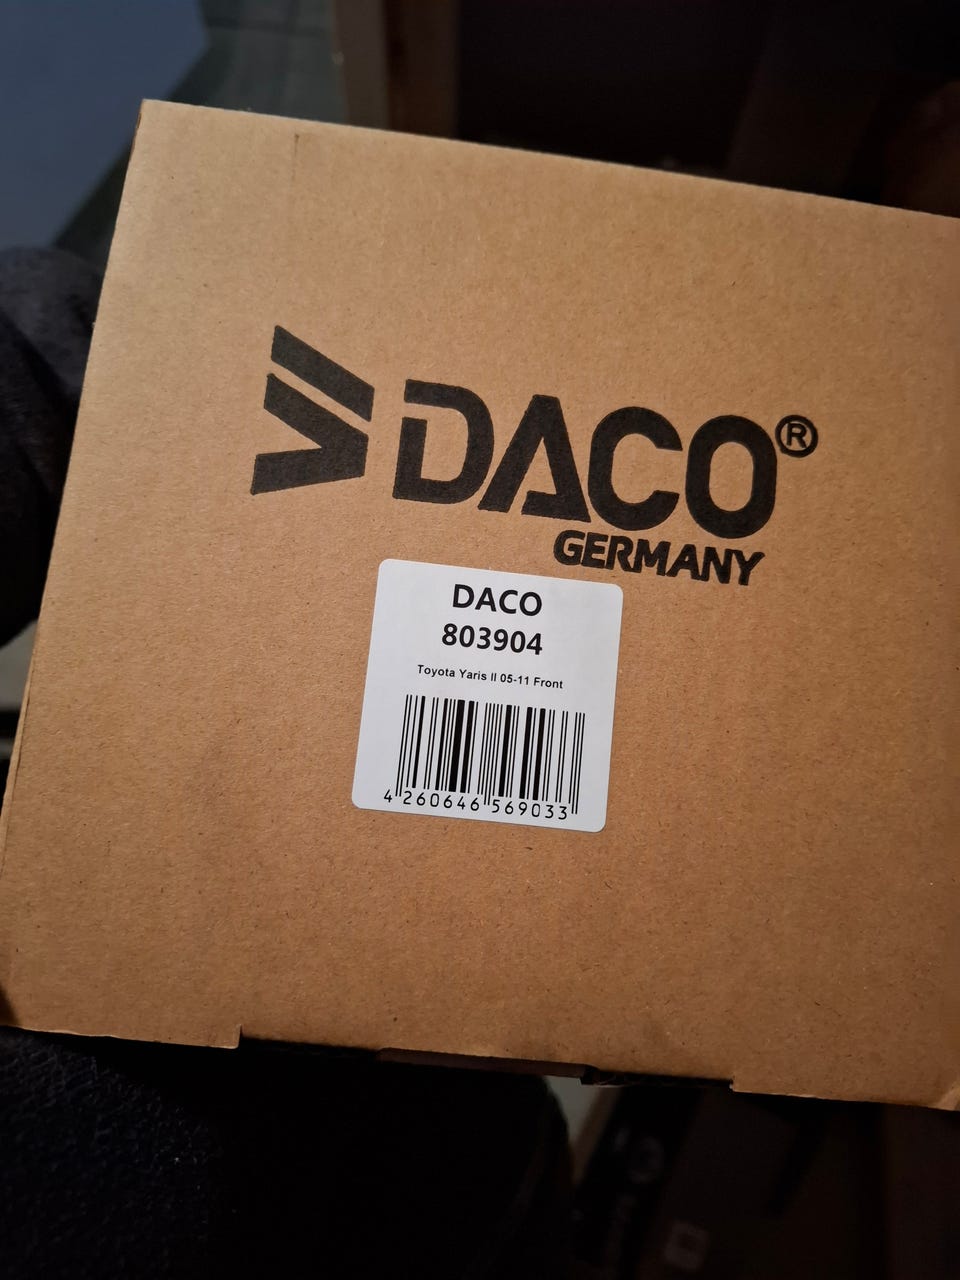 DACO®
GERMANY
DACO
803904
Toyota Yaris II 05-11 Front
4 260646 569033